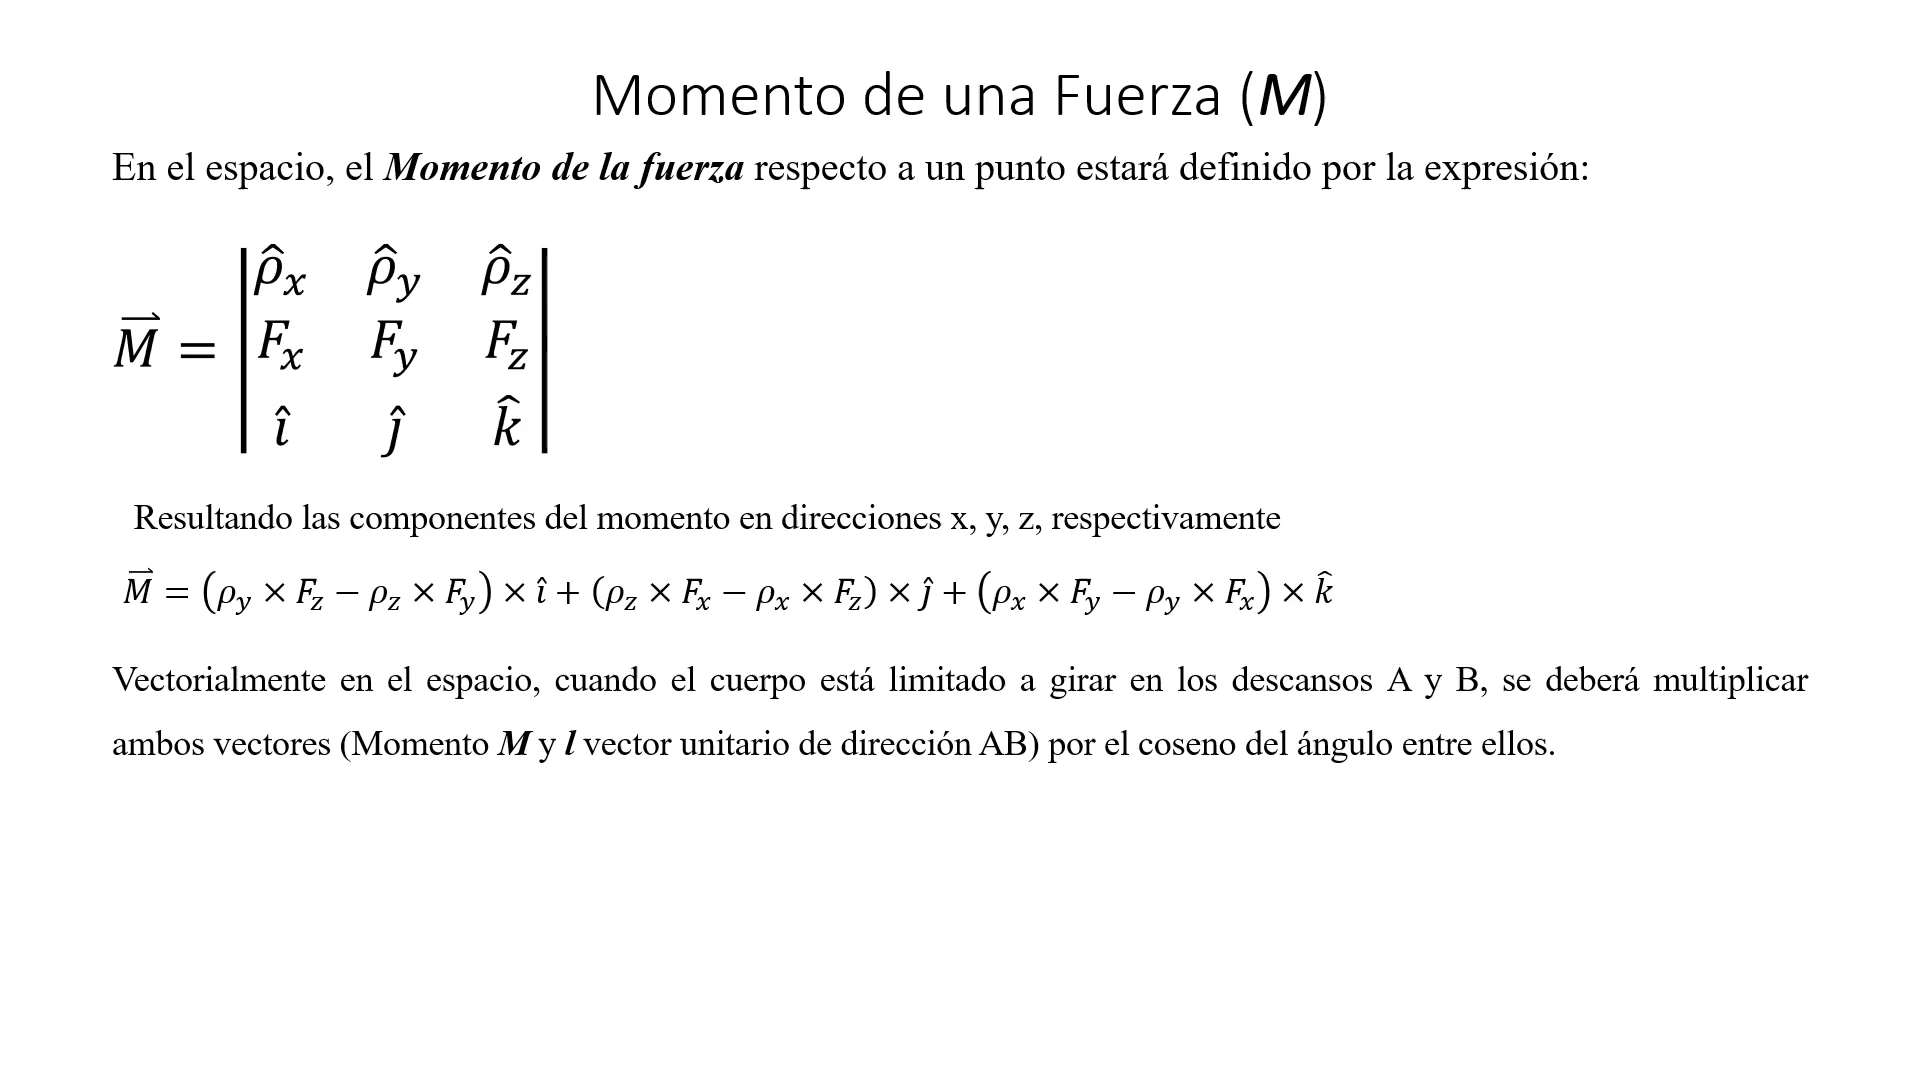 Momento de una Fuerza (M)
En el espacio, el Momento de la fuerza respecto a un punto estará definido por la expresión:
ρ̂x ρ̂y ρ̂z
M⃗ = Fx Fy Fz
î ĵ k̂
Resultando las componentes del momento en direcciones x, y, z, respectivamente
M⃗ = (ρy × Fz − ρz × Fy) × î + (ρz × Fx − ρx × Fz) × ĵ + (ρx × Fy − ρy × Fx) × k̂
Vectorialmente en el espacio, cuando el cuerpo está limitado a girar en los descansos A y B, se deberá multiplicar
ambos vectores (Momento M y l vector unitario de dirección AB) por el coseno del ángulo entre ellos.